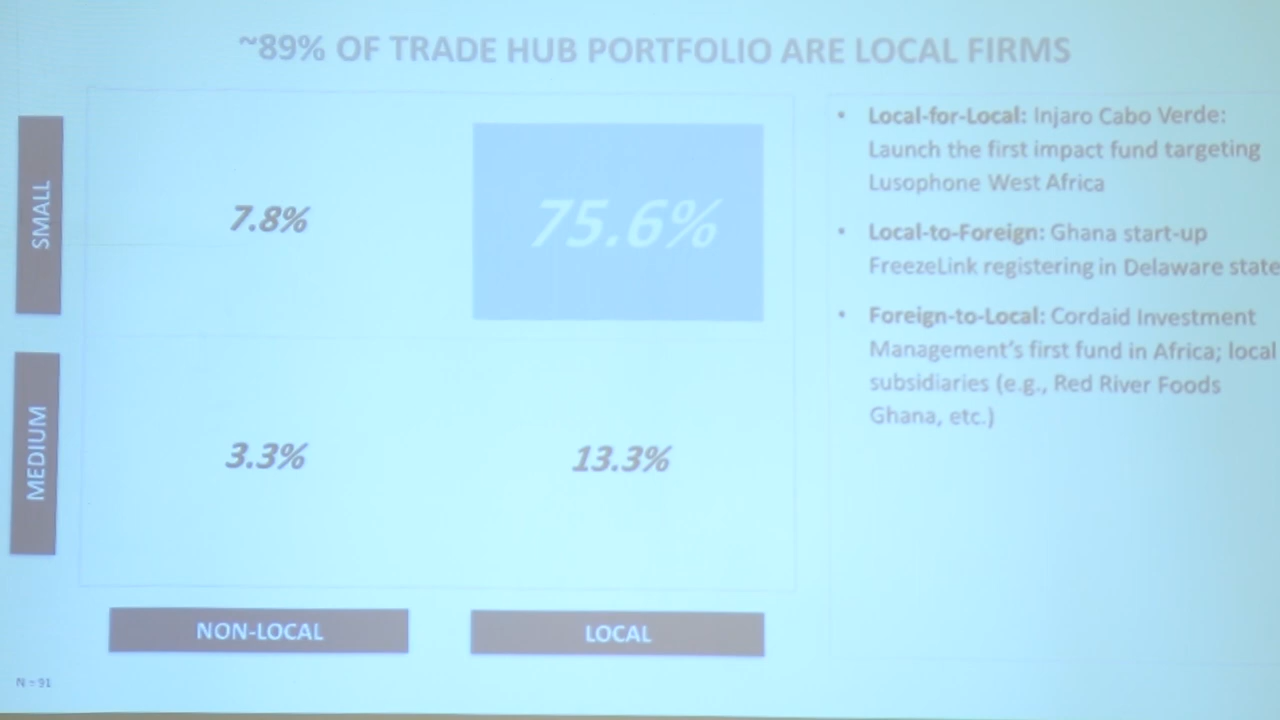 ~89% OF TRADE HUB PORTFOLIO ARE LOCAL FIRMS
SMALL
7.8%
75.6%
MEDIUM
3.3%
13.3%
NON-LOCAL
LOCAL
• Local-for-Local: Injaro Cabo Verde:
Launch the first impact fund targeting
Lusophone West Africa
• Local-to-Foreign: Ghana start-up
FreezeLink registering in Delaware state
• Foreign-to-Local: Cordaid Investment
Management's first fund in Africa; local
subsidiaries (e.g., Red River Foods
Ghana, etc.)
N = 91